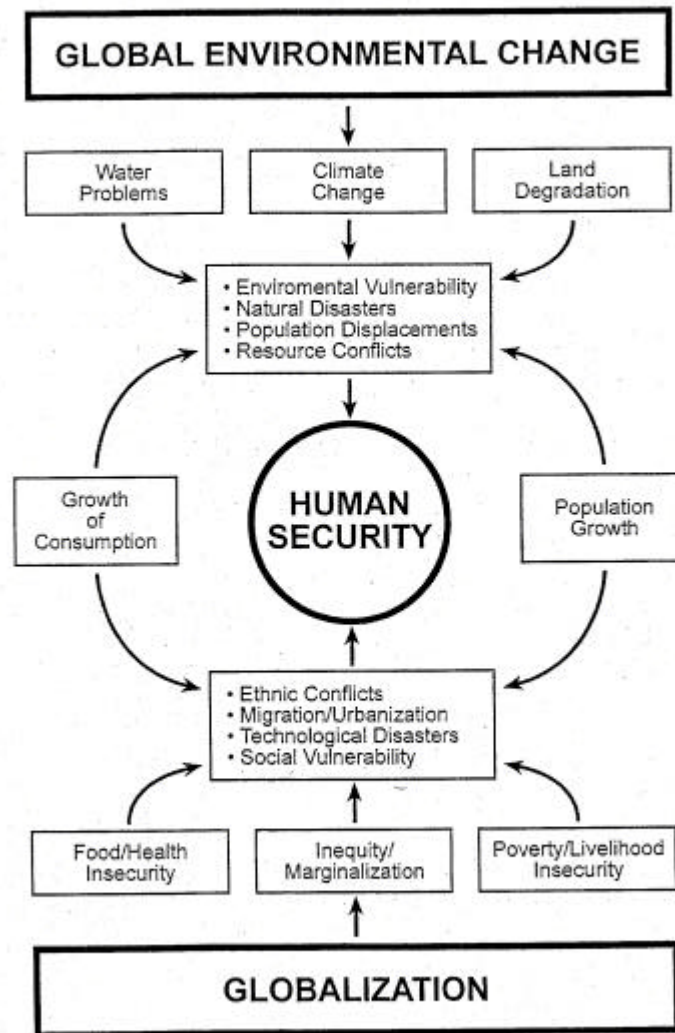 GLOBAL ENVIRONMENTAL CHANGE
Water
Problems
Climate
Change
Land
Degradation
• Enviromental Vulnerability
• Natural Disasters
• Population Displacements
• Resource Conflicts
Growth
of
Consumption
HUMAN
SECURITY
Population
Growth
• Ethnic Conflicts
• Migration/Urbanization
• Technological Disasters
• Social Vulnerability
Food/Health
Insecurity
Inequity/
Marginalization
Poverty/Livelihood
Insecurity
GLOBALIZATION